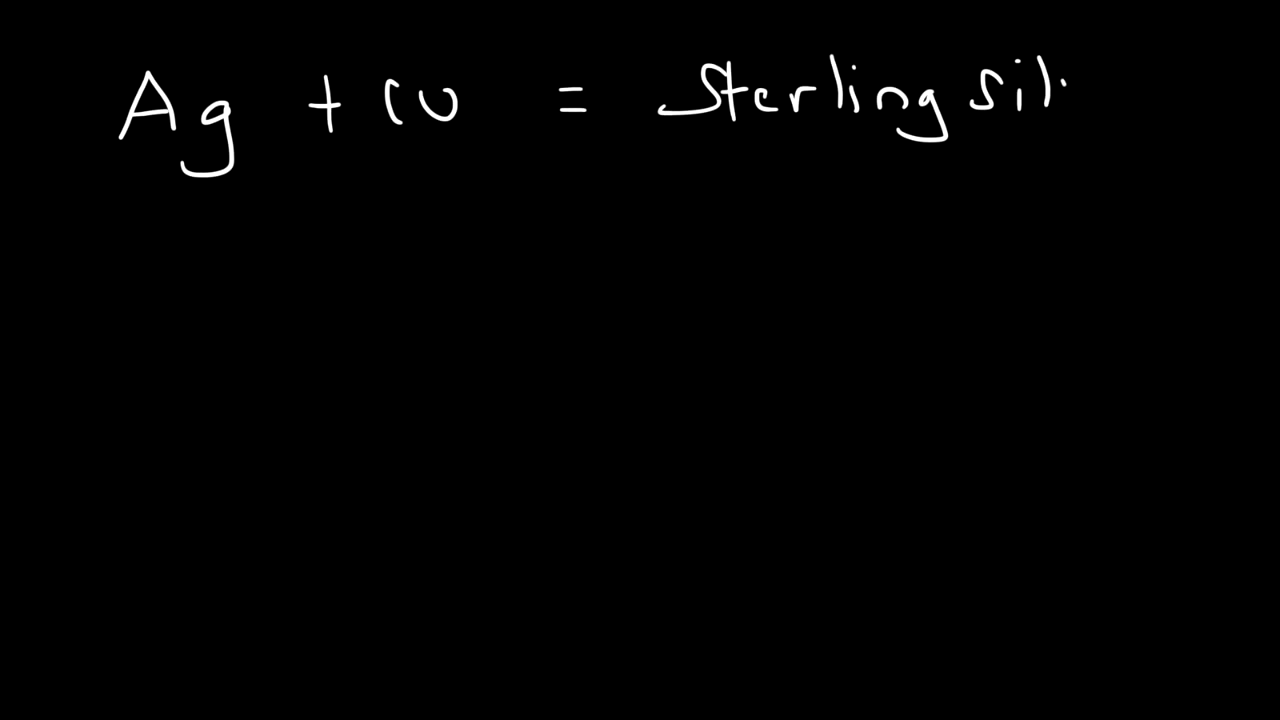 Ag + Cu = Sterling sil